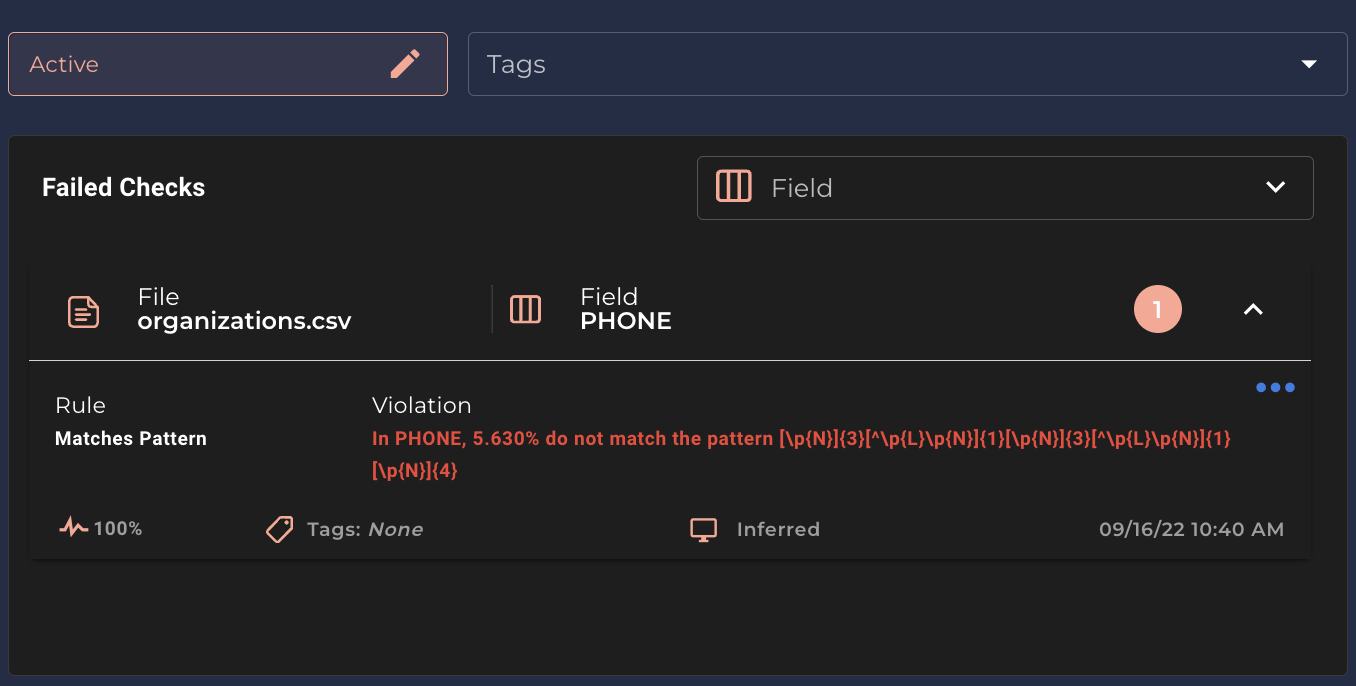 Active
Tags
Failed Checks
Field
File
organizations.csv
Field
PHONE
1
Rule
Matches Pattern
Violation
In PHONE, 5.630% do not match the pattern [\p{N}]{3}[^\p{L}\p{N}]{1}[\p{N}]{3}[^\p{L}\p{N}]{1}
[\p{N}]{4}
100%
Tags: None
Inferred
09/16/22 10:40 AM